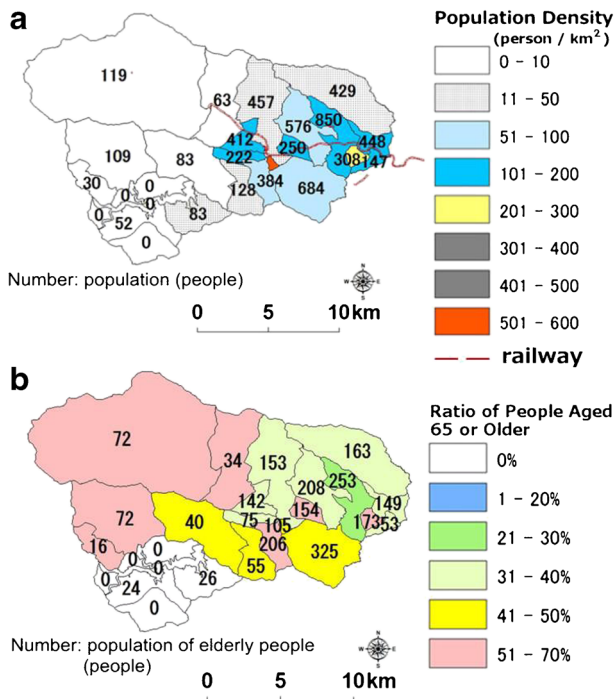 a
Population Density
(person / km²)
0 - 10
11 - 50
51 - 100
101 - 200
201 - 300
301 - 400
401 - 500
501 - 600
railway
119
63
457
429
576
850
412
250
448
222
308
147
109
83
30
0
0
0
0
52
0
83
128
384
684
Number: population (people)
N
W
E
S
0 5 10km
b
Ratio of People Aged
65 or Older
0%
1 - 20%
21 - 30%
31 - 40%
41 - 50%
51 - 70%
72
34
153
163
253
208
142
154
149
75
105
173
53
72
40
206
325
16
0
0
0
0
24
26
55
0
Number: population of elderly people
(people)
N
W
E
S
0 5 10km